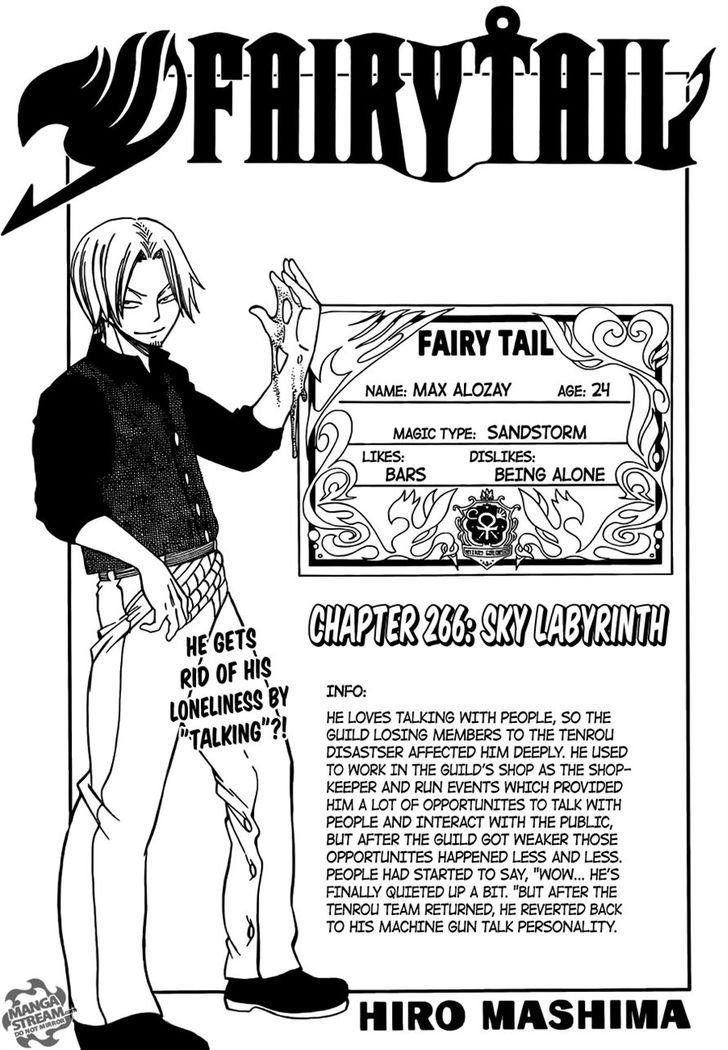 FAIRY TAIL
FAIRY TAIL
NAME: MAX ALOZAY AGE: 24
MAGIC TYPE: SANDSTORM
LIKES: DISLIKES:
BARS BEING ALONE
CHAPTER 266: SKY LABYRINTH
HE GETS
RID OF HIS
LONELINESS BY
"TALKING"?!
INFO:
HE LOVES TALKING WITH PEOPLE, SO THE
GUILD LOSING MEMBERS TO THE TENROU
DISASTSER AFFECTED HIM DEEPLY. HE USED
TO WORK IN THE GUILD'S SHOP AS THE SHOP-
KEEPER AND RUN EVENTS WHICH PROVIDED
HIM A LOT OF OPPORTUNITES TO TALK WITH
PEOPLE AND INTERACT WITH THE PUBLIC,
BUT AFTER THE GUILD GOT WEAKER THOSE
OPPORTUNITES HAPPENED LESS AND LESS.
PEOPLE HAD STARTED TO SAY, "WOW... HE'S
FINALLY QUIETED UP A BIT. "BUT AFTER THE
TENROU TEAM RETURNED, HE REVERTED BACK
TO HIS MACHINE GUN TALK PERSONALITY.
MANGA
STREAM.com
DO NOT MIRROR
HIRO MASHIMA